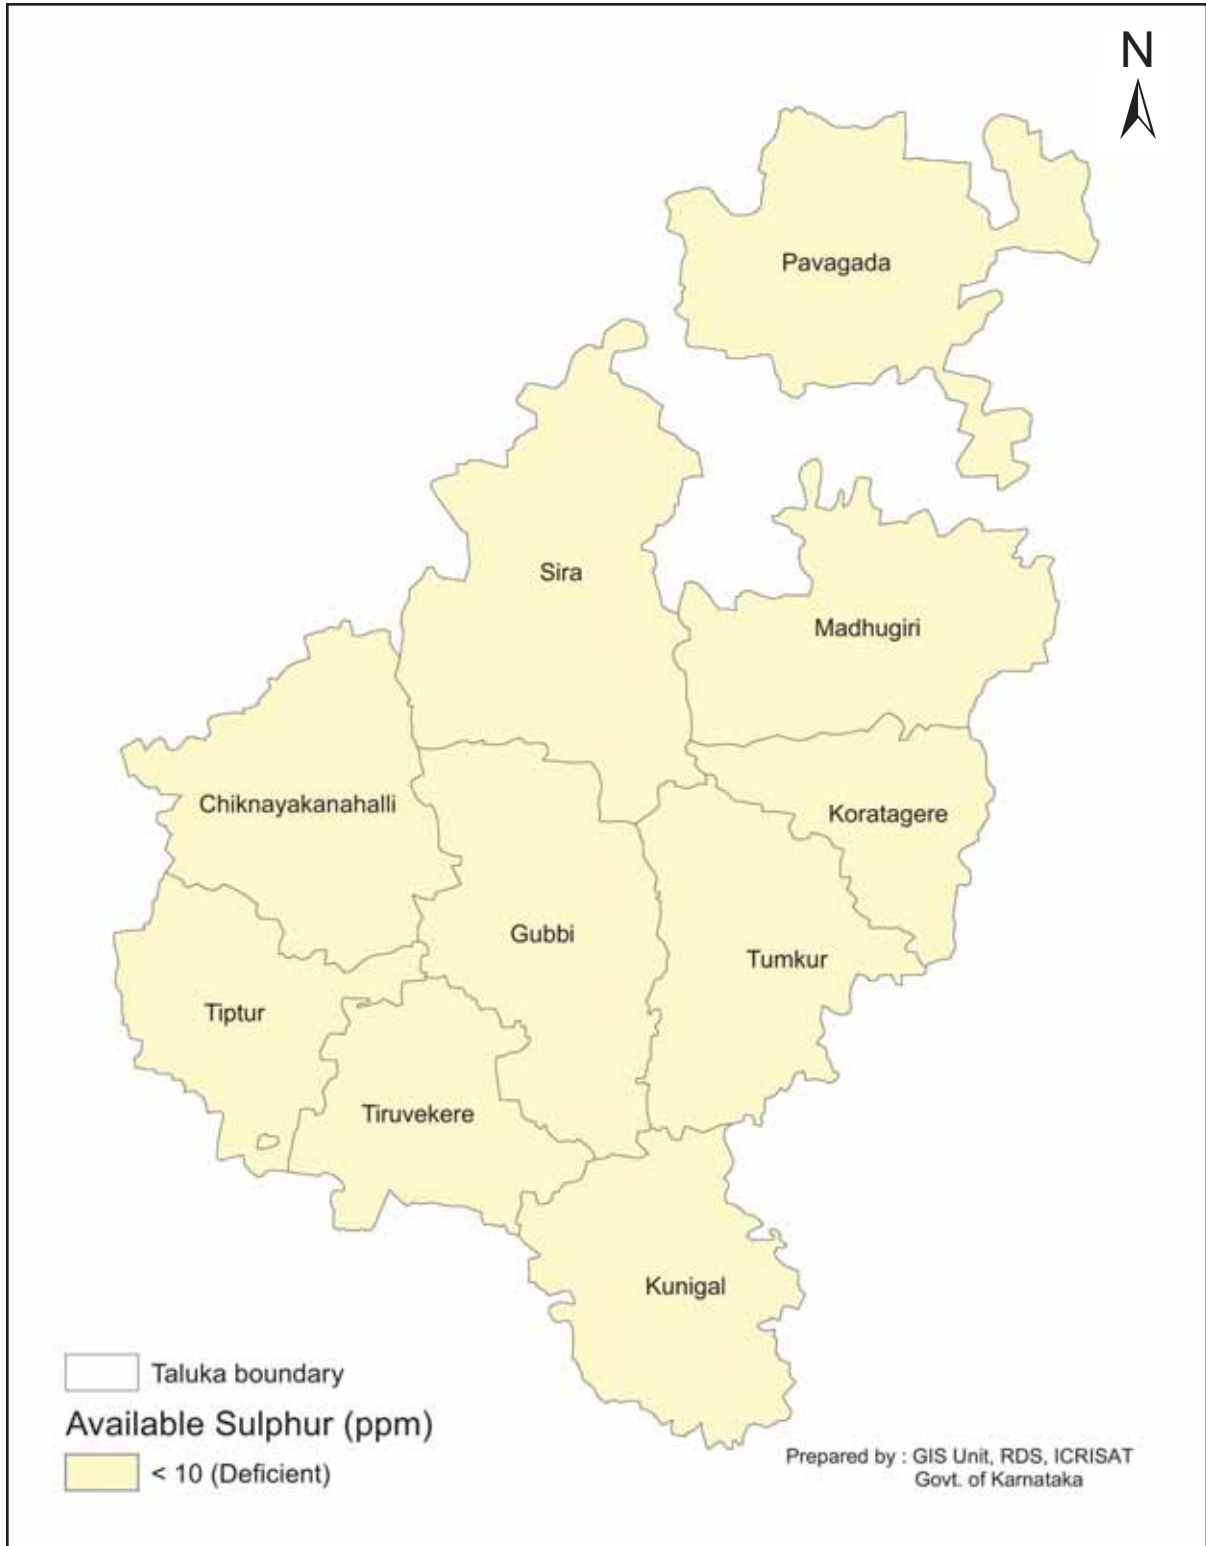 N
Pavagada
Sira
Madhugiri
Chiknayakanahalli
Koratagere
Gubbi
Tumkur
Tiptur
Tiruvekere
Kunigal
Taluka boundary
Available Sulphur (ppm)
< 10 (Deficient)
Prepared by : GIS Unit, RDS, ICRISAT
Govt. of Karnataka